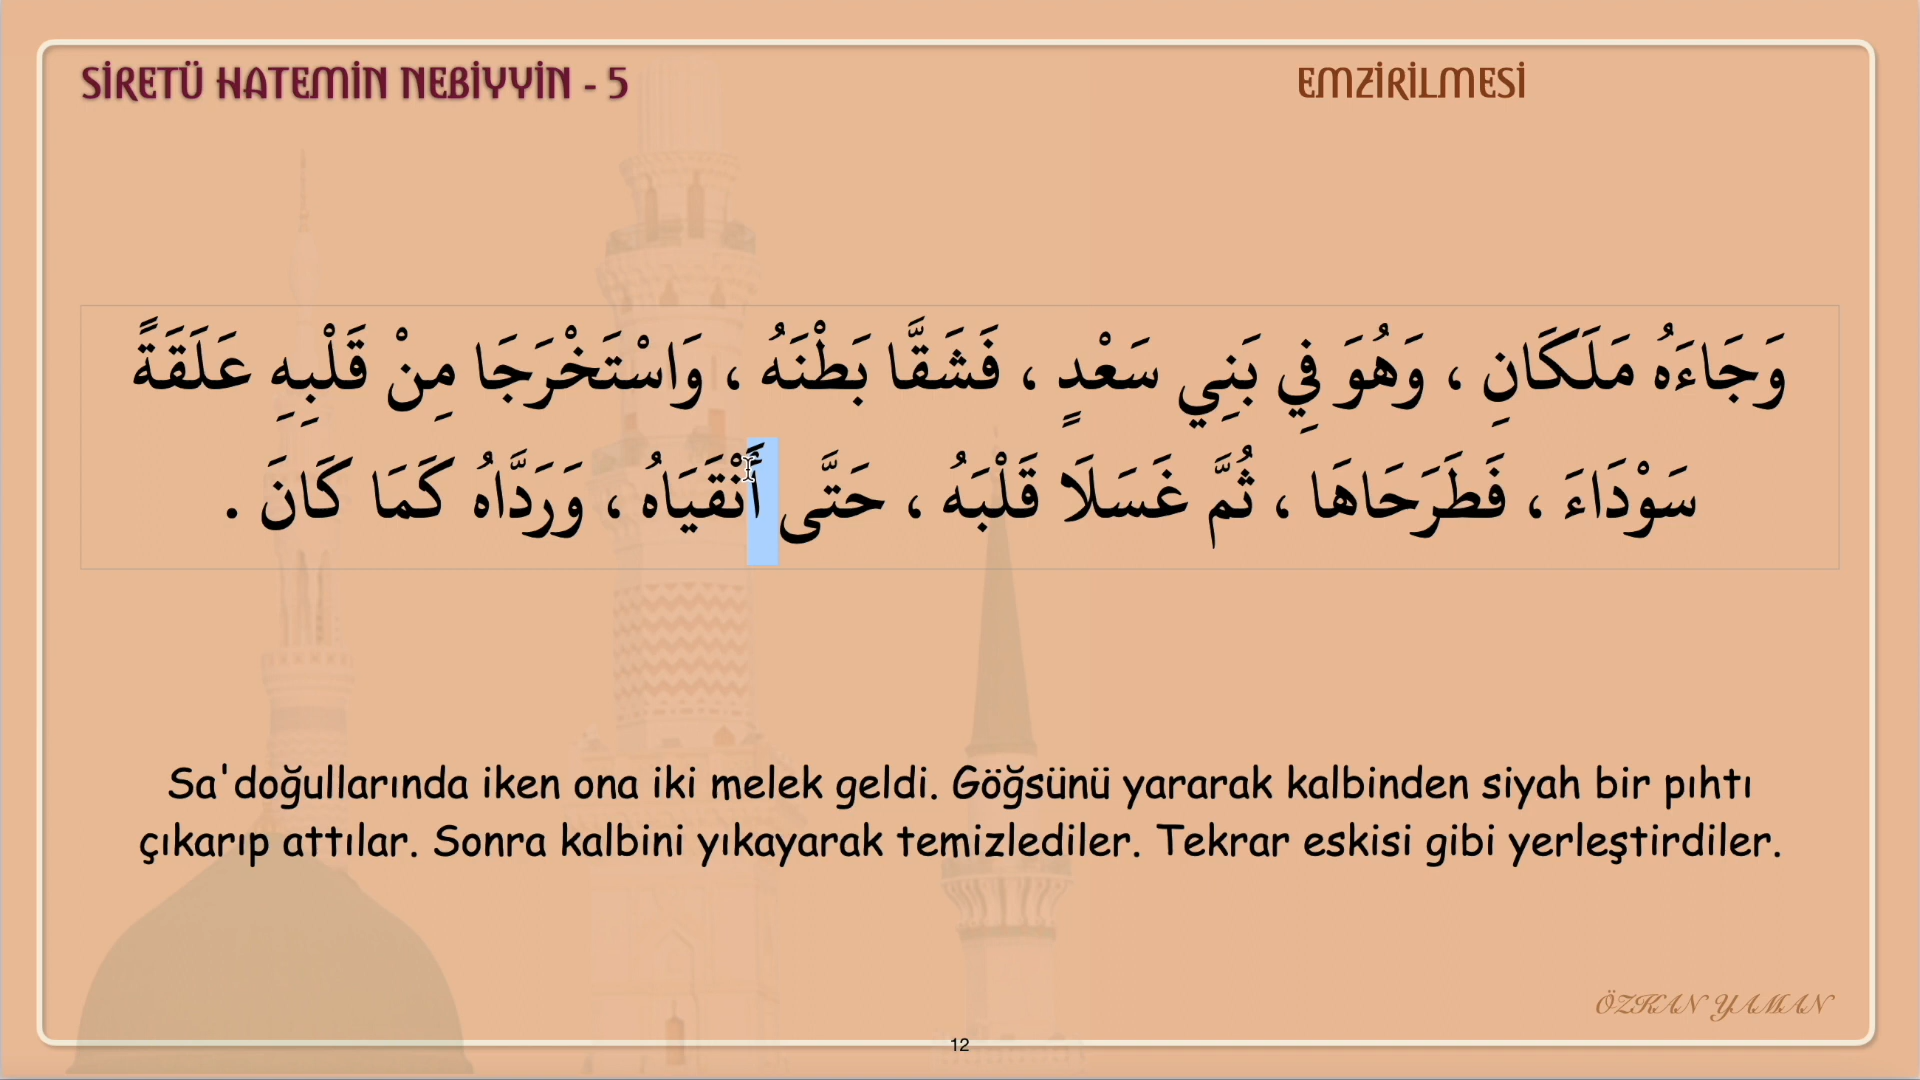 SİRETÜ HATEMİN NEBİYYİN - 5
EMZİRİLMESİ
وَجَاءَهُ مَلَكَانِ ، وَهُوَ فِي بَنِي سَعْدٍ ، فَشَقَّا بَطْنَهُ ، وَاسْتَخْرَجَا مِنْ قَلْبِهِ عَلَقَةً
سَوْدَاءَ ، فَطَرَحَاهَا ، ثُمَّ غَسَلَا قَلْبَهُ ، حَتَّى أَنْقَيَاهُ ، وَرَدَّاهُ كَمَا كَانَ .
Sa'doğullarında iken ona iki melek geldi. Göğsünü yararak kalbinden siyah bir pıhtı
çıkarıp attılar. Sonra kalbini yıkayarak temizlediler. Tekrar eskisi gibi yerleştirdiler.
ÖZKAN YAMAN
12